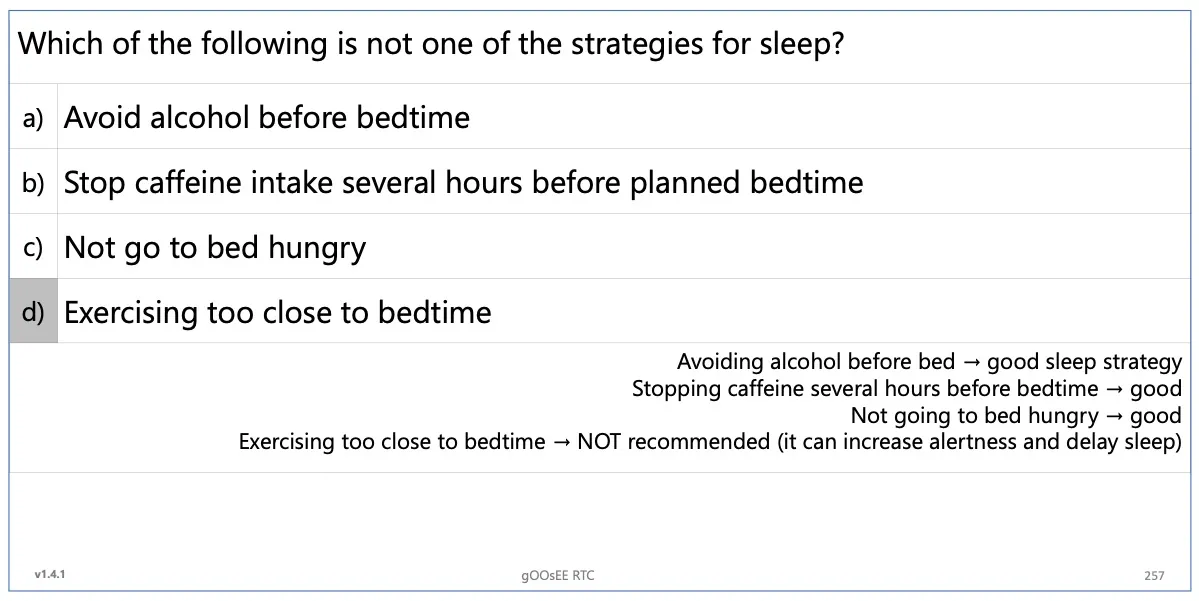 Which of the following is not one of the strategies for sleep?
a) Avoid alcohol before bedtime
b) Stop caffeine intake several hours before planned bedtime
c) Not go to bed hungry
d) Exercising too close to bedtime
Avoiding alcohol before bed → good sleep strategy
Stopping caffeine several hours before bedtime → good
Not going to bed hungry → good
Exercising too close to bedtime → NOT recommended (it can increase alertness and delay sleep)
v1.4.1 gOOsEE RTC 257